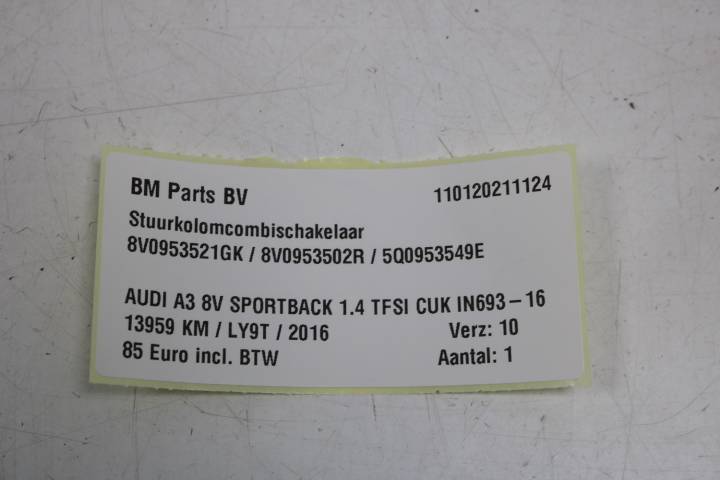 BM Parts BV 110120211124
Stuurkolomcombischakelaar
8V0953521GK / 8V0953502R / 5Q0953549E
AUDI A3 8V SPORTBACK 1.4 TFSI CUK IN693-16
13959 KM / LY9T / 2016 Verz: 10
85 Euro incl. BTW Aantal: 1